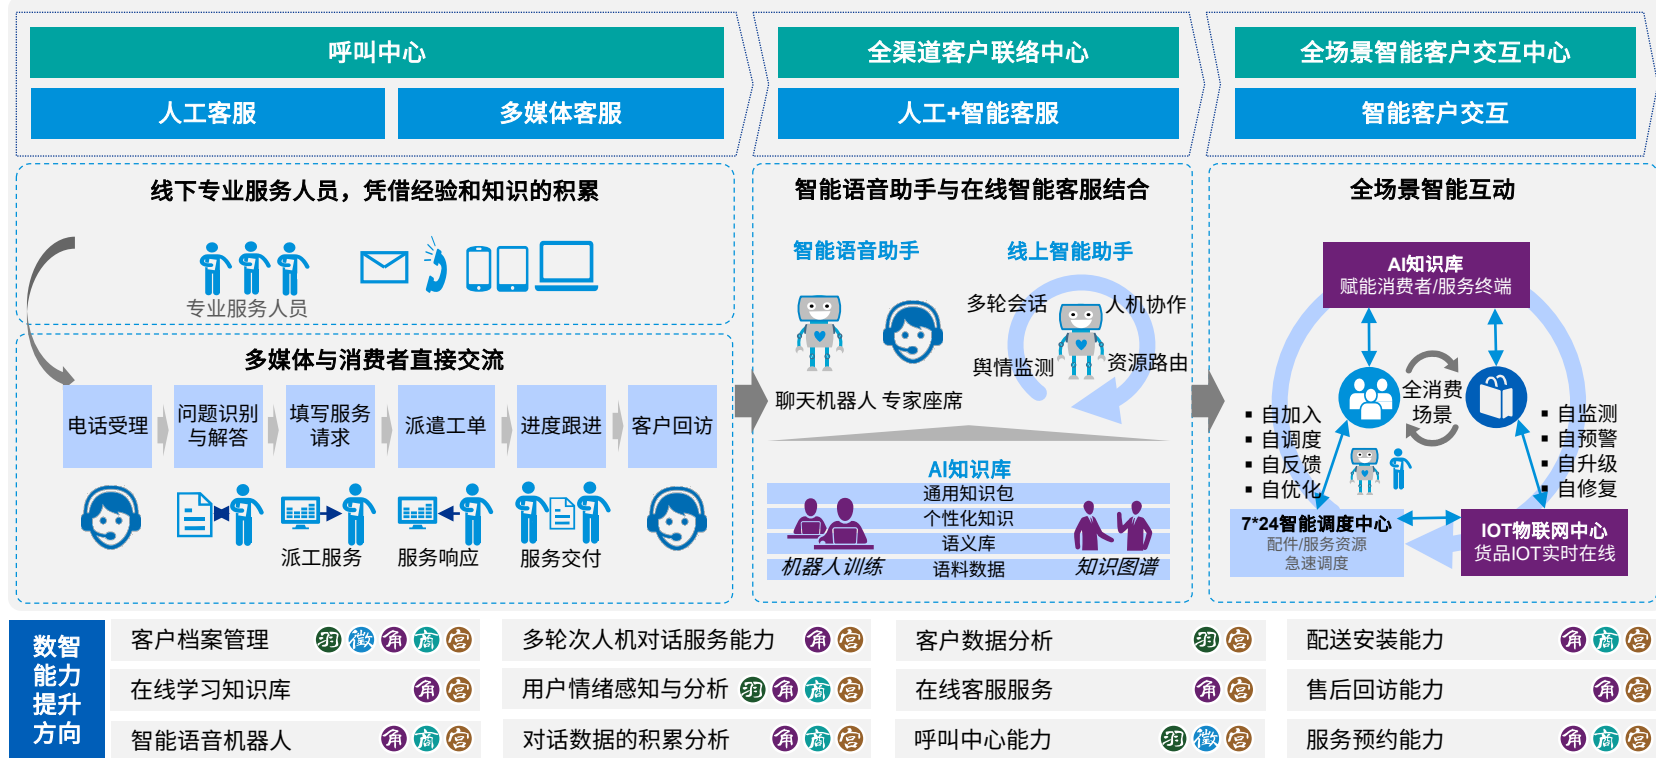 呼叫中心
人工客服
多媒体客服
全渠道客户联络中心
人工+智能客服
全场景智能客户交互中心
智能客户交互
线下专业服务人员，凭借经验和知识的积累
专业服务人员
多媒体与消费者直接交流
电话受理
问题识别
与解答
填写服务
请求
派遣工单
进度跟进
客户回访
派工服务
服务响应
服务交付
智能语音助手与在线智能客服结合
智能语音助手
线上智能助手
多轮会话
人机协作
舆情监测
资源路由
聊天机器人
专家座席
AI知识库
通用知识包
个性化知识
语义库
语料数据
机器人训练
知识图谱
全场景智能互动
AI知识库
赋能消费者/服务终端
全消费
场景
▪ 自加入
▪ 自调度
▪ 自反馈
▪ 自优化
▪ 自监测
▪ 自预警
▪ 自升级
▪ 自修复
7*24智能调度中心
配件/服务资源
急速调度
IOT物联网中心
货品IOT实时在线
数智
能力
提升
方向
客户档案管理 羽 徵 角 商 宫
多轮次人机对话服务能力 角 宫
客户数据分析 羽 宫
配送安装能力 角 商 宫
在线学习知识库 角 宫
用户情绪感知与分析 羽 角 商 宫
在线客服服务 角 宫
售后回访能力 角 宫
智能语音机器人 角 商 宫
对话数据的积累分析 角 商 宫
呼叫中心能力 羽 徵 宫
服务预约能力 角 商 宫